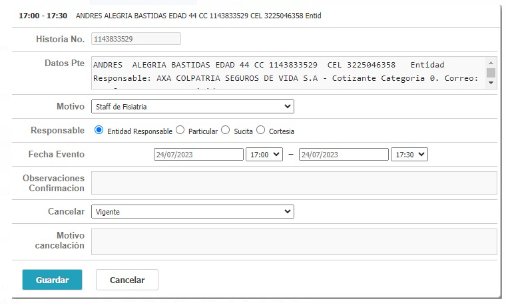 17:00 - 17:30 ANDRES ALEGRIA BASTIDAS EDAD 44 CC 1143833529 CEL 3225046358 Entid
Historia No. 1143833529
Datos Pte ANDRES ALEGRIA BASTIDAS EDAD 44 CC 1143833529 CEL 3225046358 Entidad
Responsable: AXA COLPATRIA SEGUROS DE VIDA S.A - Cotizante Categoria 0. Correo:
Motivo Staff de Fisiatria
Responsable Entidad Responsable Particular Sucita Cortesia
Fecha Evento 24/07/2023 17:00 – 24/07/2023 17:30
Observaciones
Confirmacion
Cancelar Vigente
Motivo
cancelación
Guardar Cancelar